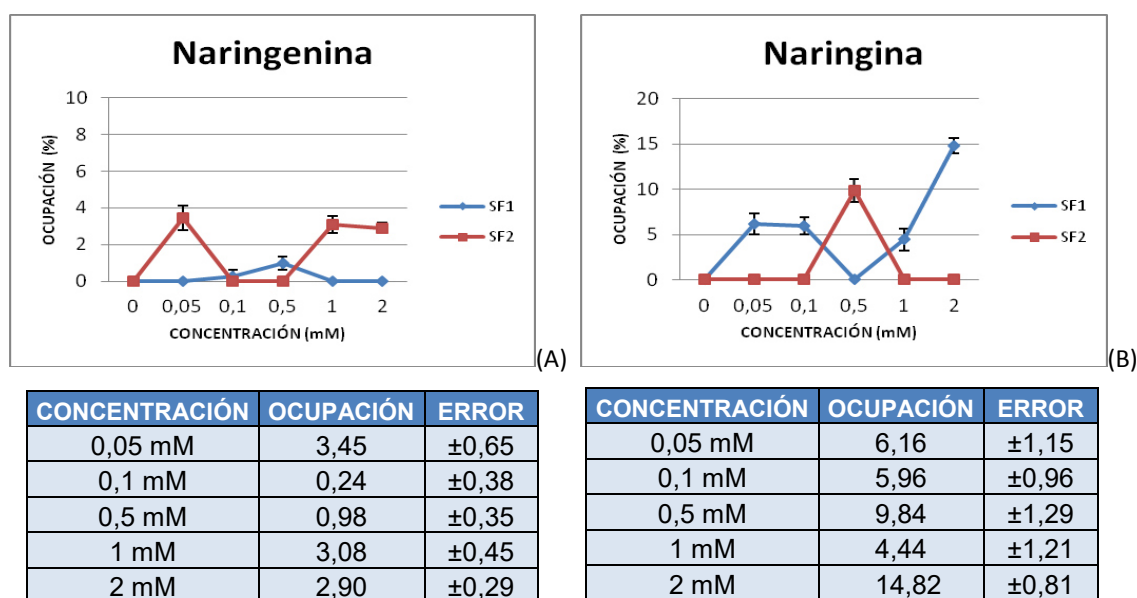 Naringenina
10
8
6
4
2
0
OCUPACIÓN (%)
0 0,05 0,1 0,5 1 2
CONCENTRACIÓN (mM)
SF1
SF2
(A)
Naringina
20
15
10
5
0
OCUPACIÓN (%)
0 0,05 0,1 0,5 1 2
CONCENTRACIÓN (mM)
SF1
SF2
(B)
CONCENTRACIÓN OCUPACIÓN ERROR
0,05 mM 3,45 ±0,65
0,1 mM 0,24 ±0,38
0,5 mM 0,98 ±0,35
1 mM 3,08 ±0,45
2 mM 2,90 ±0,29
CONCENTRACIÓN OCUPACIÓN ERROR
0,05 mM 6,16 ±1,15
0,1 mM 5,96 ±0,96
0,5 mM 9,84 ±1,29
1 mM 4,44 ±1,21
2 mM 14,82 ±0,81